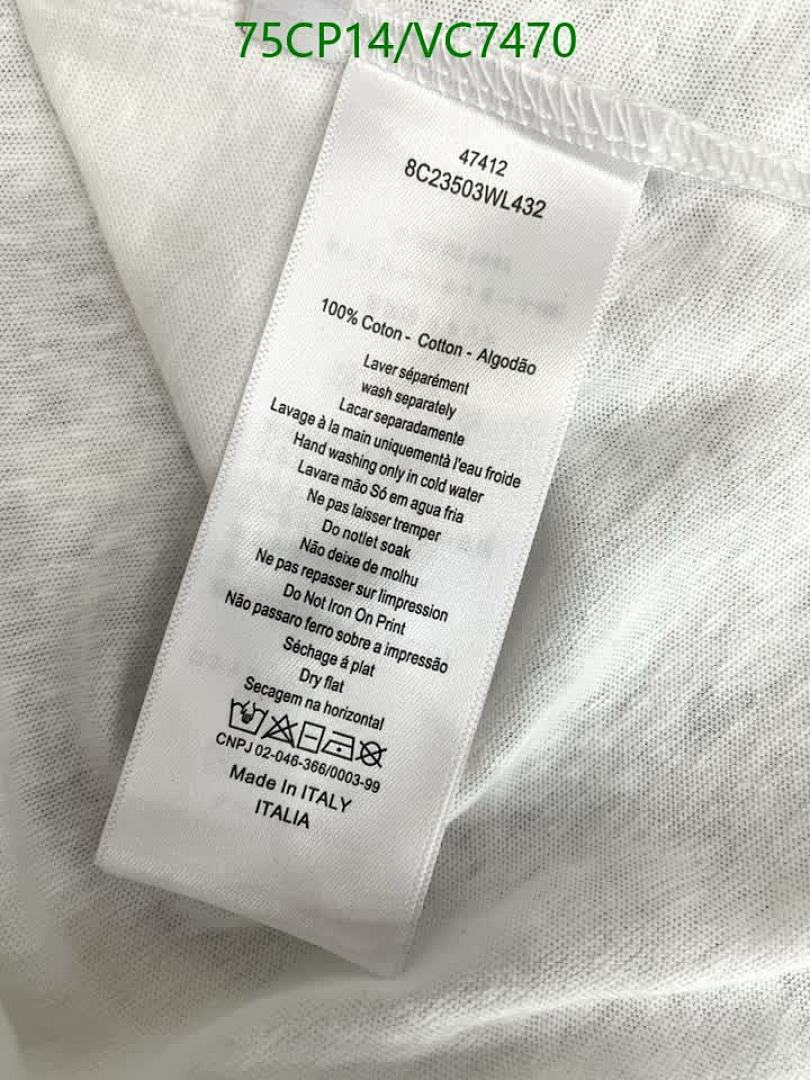 75CP14/VC7470
47412
8C23503WL432
100% Coton - Cotton - Algodão
Laver séparément
wash separately
Lacar separadamente
Lavage à la main uniquementà l'eau froide
Hand washing only in cold water
Lavara mão Só em agua fria
Ne pas laisser tremper
Do notlet soak
Não deixe de molhu
Ne pas repasser sur limpression
Do Not Iron On Print
Não passaro ferro sobre a impressão
Séchage á plat
Dry flat
Secagem na horizontal
CNPJ 02-046-366/0003-99
Made In ITALY
ITALIA